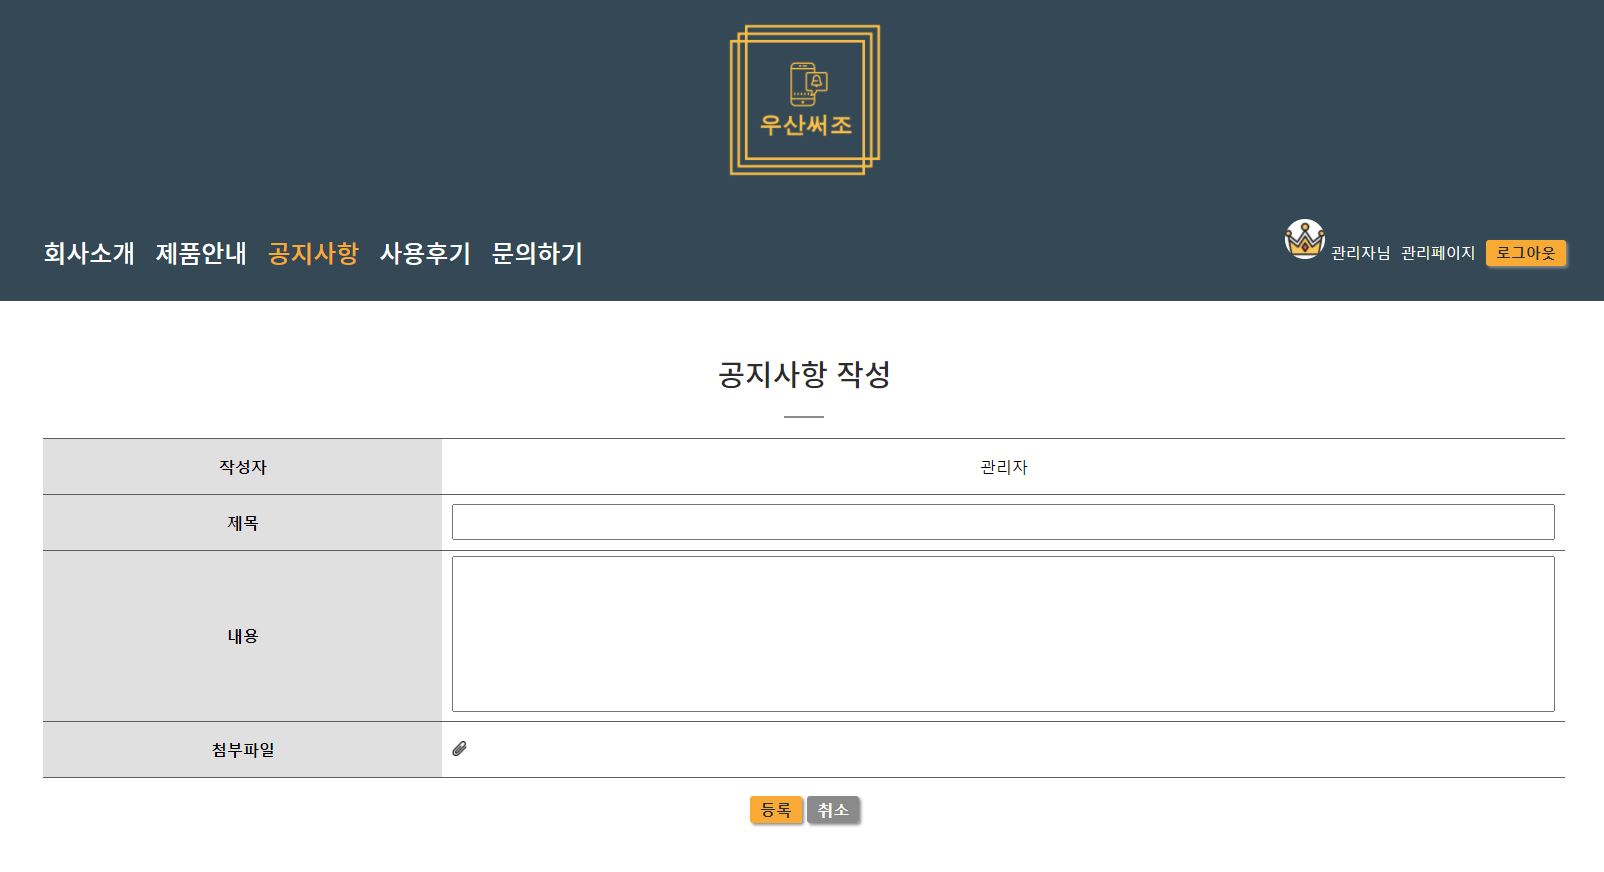 우산써조
회사소개 제품안내 공지사항 사용후기 문의하기
관리자님 관리페이지 로그아웃
공지사항 작성
작성자 관리자
제목
내용
첨부파일
등록 취소